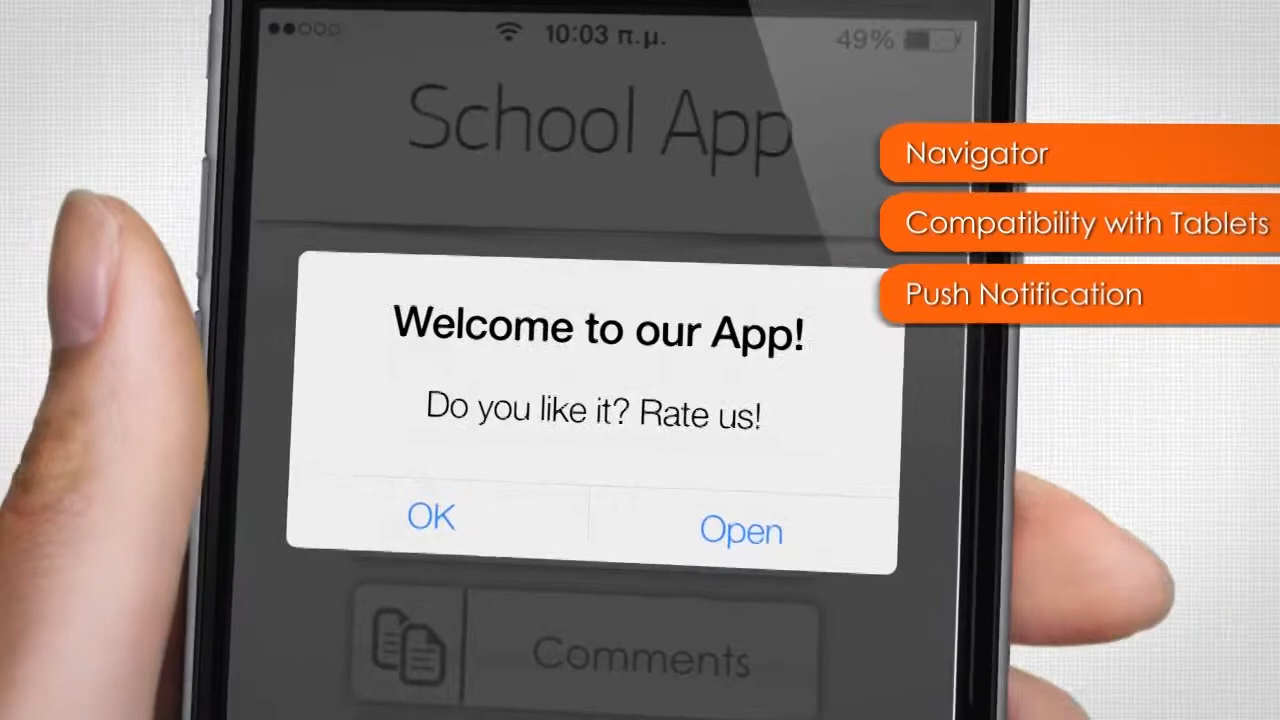 10:03 π.μ.
49%
School App
Navigator
Compatibility with Tablets
Push Notification
Welcome to our App!
Do you like it? Rate us!
OK
Open
Comments